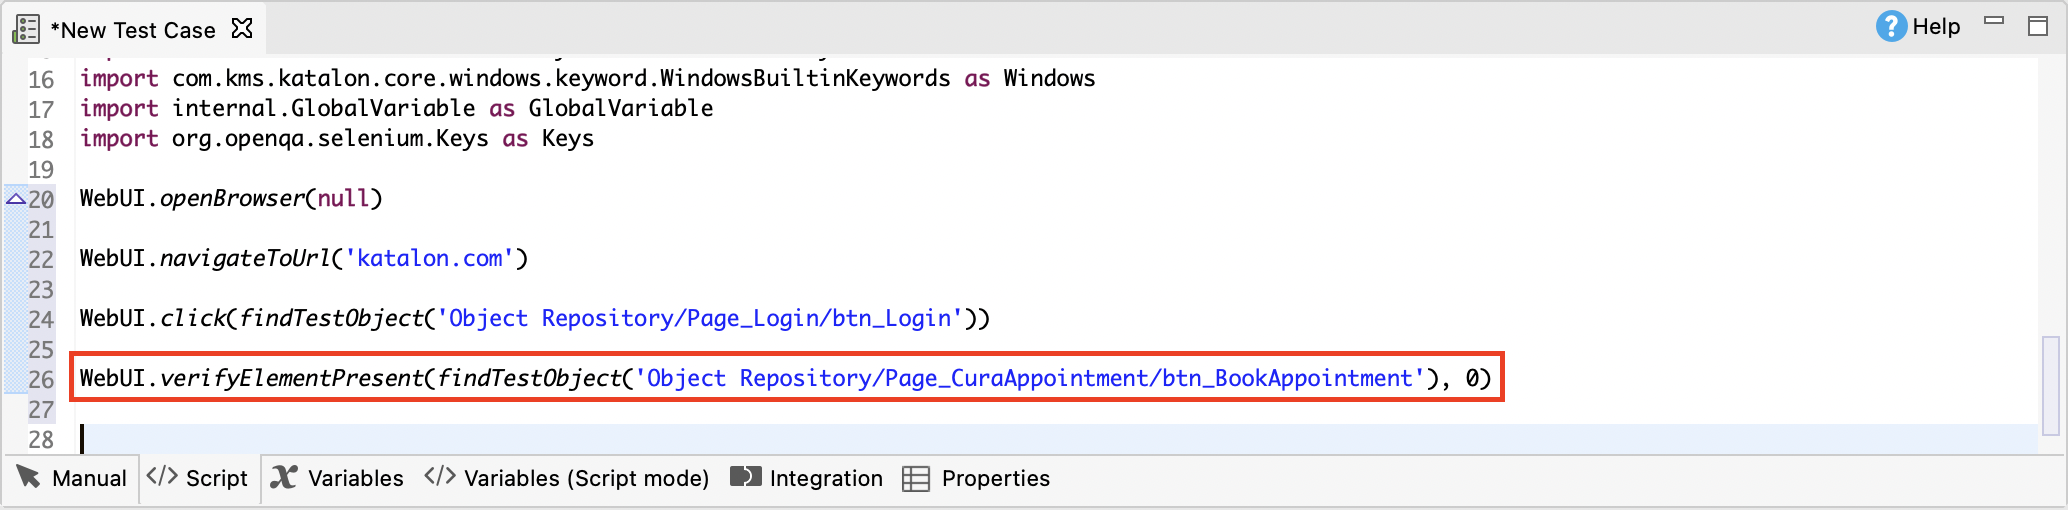 *New Test Case
Help
16 import com.kms.katalon.core.windows.keyword.WindowsBuiltinKeywords as Windows
17 import internal.GlobalVariable as GlobalVariable
18 import org.openqa.selenium.Keys as Keys
19
20 WebUI.openBrowser(null)
21
22 WebUI.navigateToUrl('katalon.com')
23
24 WebUI.click(findTestObject('Object Repository/Page_Login/btn_Login'))
25
26 WebUI.verifyElementPresent(findTestObject('Object Repository/Page_CuraAppointment/btn_BookAppointment'), 0)
27
28
Manual </> Script Variables </> Variables (Script mode) Integration Properties